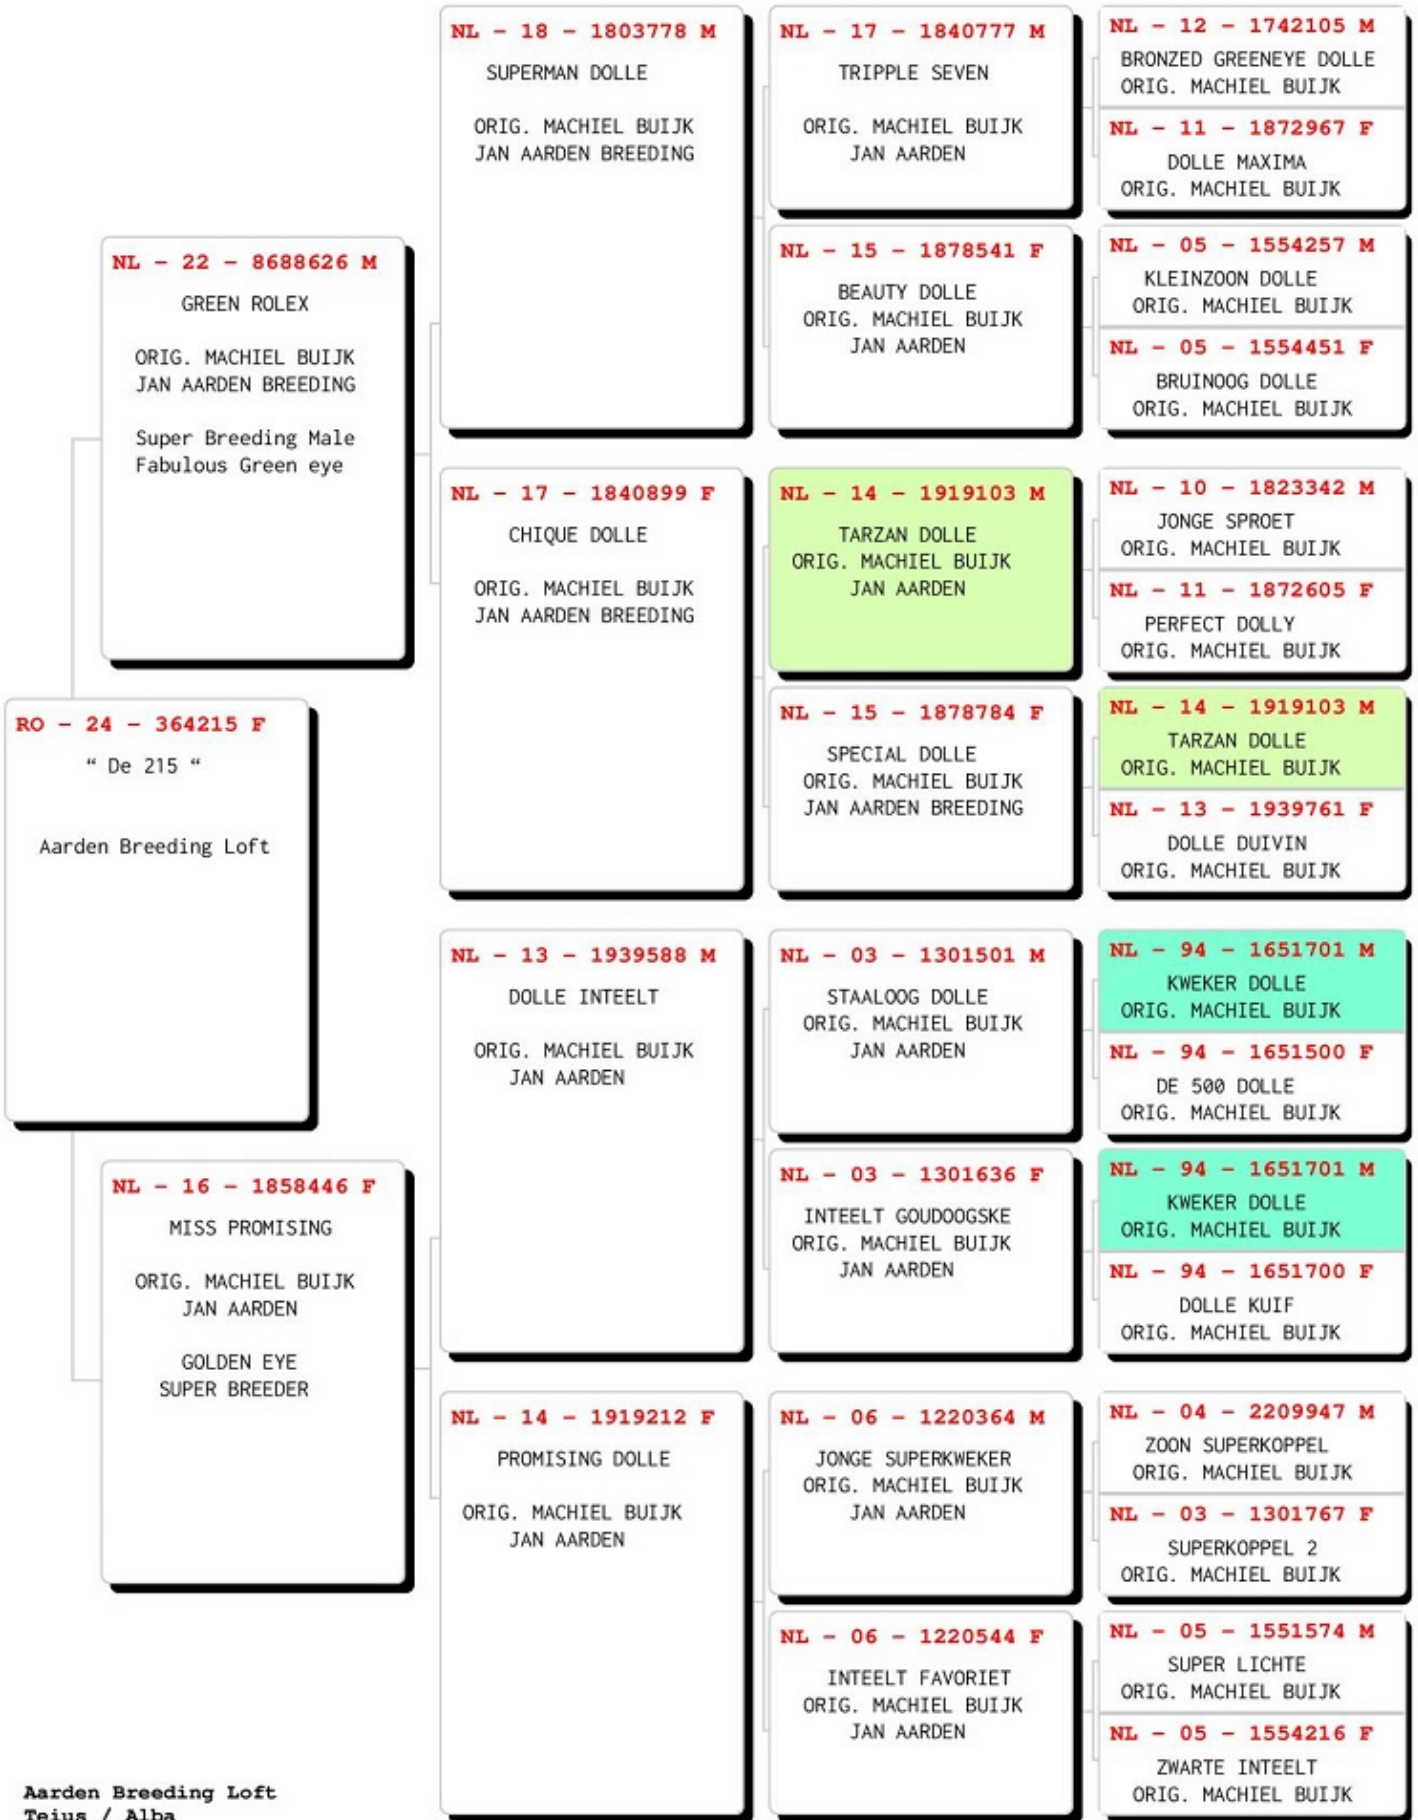 RO - 24 - 364215 F
“ De 215 “
Aarden Breeding Loft
NL - 22 - 8688626 M
GREEN ROLEX
ORIG. MACHIEL BUIJK
JAN AARDEN BREEDING
Super Breeding Male
Fabulous Green eye
NL - 16 - 1858446 F
MISS PROMISING
ORIG. MACHIEL BUIJK
JAN AARDEN
GOLDEN EYE
SUPER BREEDER
NL - 18 - 1803778 M
SUPERMAN DOLLE
ORIG. MACHIEL BUIJK
JAN AARDEN BREEDING
NL - 17 - 1840899 F
CHIQUE DOLLE
ORIG. MACHIEL BUIJK
JAN AARDEN BREEDING
NL - 13 - 1939588 M
DOLLE INTEELT
ORIG. MACHIEL BUIJK
JAN AARDEN
NL - 14 - 1919212 F
PROMISING DOLLE
ORIG. MACHIEL BUIJK
JAN AARDEN
NL - 17 - 1840777 M
TRIPPLE SEVEN
ORIG. MACHIEL BUIJK
JAN AARDEN
NL - 15 - 1878541 F
BEAUTY DOLLE
ORIG. MACHIEL BUIJK
JAN AARDEN
NL - 14 - 1919103 M
TARZAN DOLLE
ORIG. MACHIEL BUIJK
JAN AARDEN
NL - 15 - 1878784 F
SPECIAL DOLLE
ORIG. MACHIEL BUIJK
JAN AARDEN BREEDING
NL - 03 - 1301501 M
STAALOOG DOLLE
ORIG. MACHIEL BUIJK
JAN AARDEN
NL - 03 - 1301636 F
INTEELT GOUDOOGSKE
ORIG. MACHIEL BUIJK
JAN AARDEN
NL - 06 - 1220364 M
JONGE SUPERKWEKER
ORIG. MACHIEL BUIJK
JAN AARDEN
NL - 06 - 1220544 F
INTEELT FAVORIET
ORIG. MACHIEL BUIJK
JAN AARDEN
NL - 12 - 1742105 M
BRONZED GREENEYE DOLLE
ORIG. MACHIEL BUIJK
NL - 11 - 1872967 F
DOLLE MAXIMA
ORIG. MACHIEL BUIJK
NL - 05 - 1554257 M
KLEINZOON DOLLE
ORIG. MACHIEL BUIJK
NL - 05 - 1554451 F
BRUINOOG DOLLE
ORIG. MACHIEL BUIJK
NL - 10 - 1823342 M
JONGE SPROET
ORIG. MACHIEL BUIJK
NL - 11 - 1872605 F
PERFECT DOLLY
ORIG. MACHIEL BUIJK
NL - 14 - 1919103 M
TARZAN DOLLE
ORIG. MACHIEL BUIJK
NL - 13 - 1939761 F
DOLLE DUIVIN
ORIG. MACHIEL BUIJK
NL - 94 - 1651701 M
KWEKER DOLLE
ORIG. MACHIEL BUIJK
NL - 94 - 1651500 F
DE 500 DOLLE
ORIG. MACHIEL BUIJK
NL - 94 - 1651701 M
KWEKER DOLLE
ORIG. MACHIEL BUIJK
NL - 94 - 1651700 F
DOLLE KUIF
ORIG. MACHIEL BUIJK
NL - 04 - 2209947 M
ZOON SUPERKOPPEL
ORIG. MACHIEL BUIJK
NL - 03 - 1301767 F
SUPERKOPPEL 2
ORIG. MACHIEL BUIJK
NL - 05 - 1551574 M
SUPER LICHTE
ORIG. MACHIEL BUIJK
NL - 05 - 1554216 F
ZWARTE INTEELT
ORIG. MACHIEL BUIJK
Aarden Breeding Loft
Teius / Alba